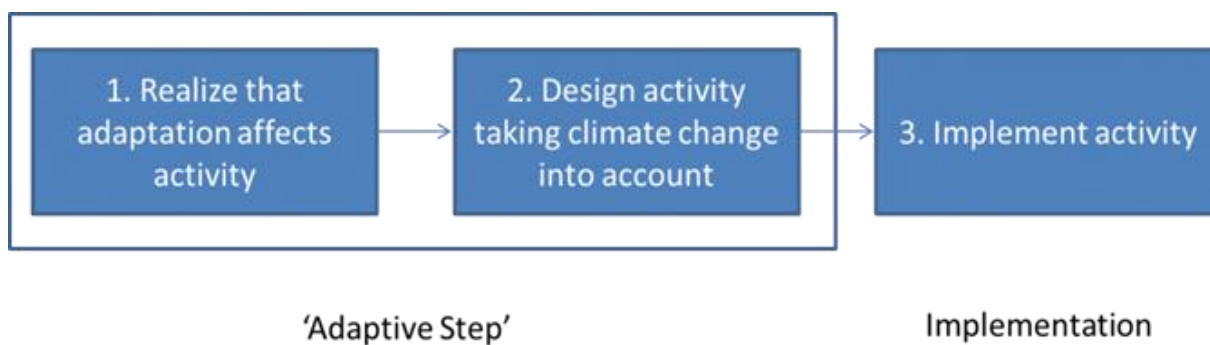 1. Realize that
adaptation affects
activity
2. Design activity
taking climate change
into account
3. Implement activity
‘Adaptive Step’
Implementation